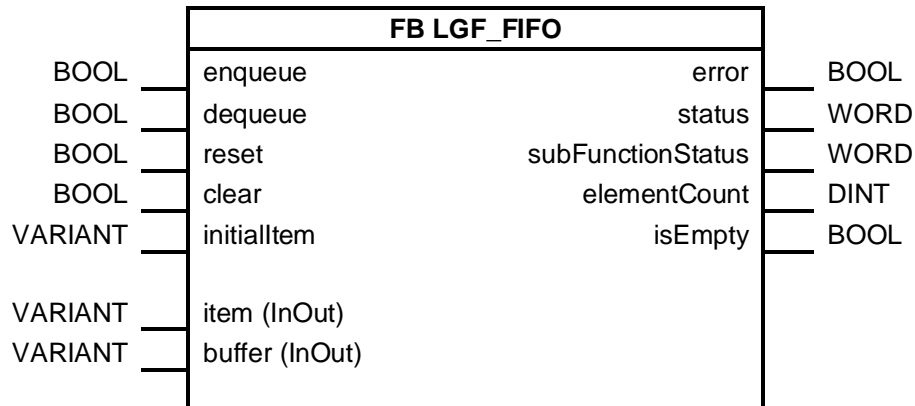 FB LGF_FIFO
BOOL enqueue error BOOL
BOOL dequeue status WORD
BOOL reset subFunctionStatus WORD
BOOL clear elementCount DINT
VARIANT initialItem isEmpty BOOL
VARIANT item (InOut)
VARIANT buffer (InOut)